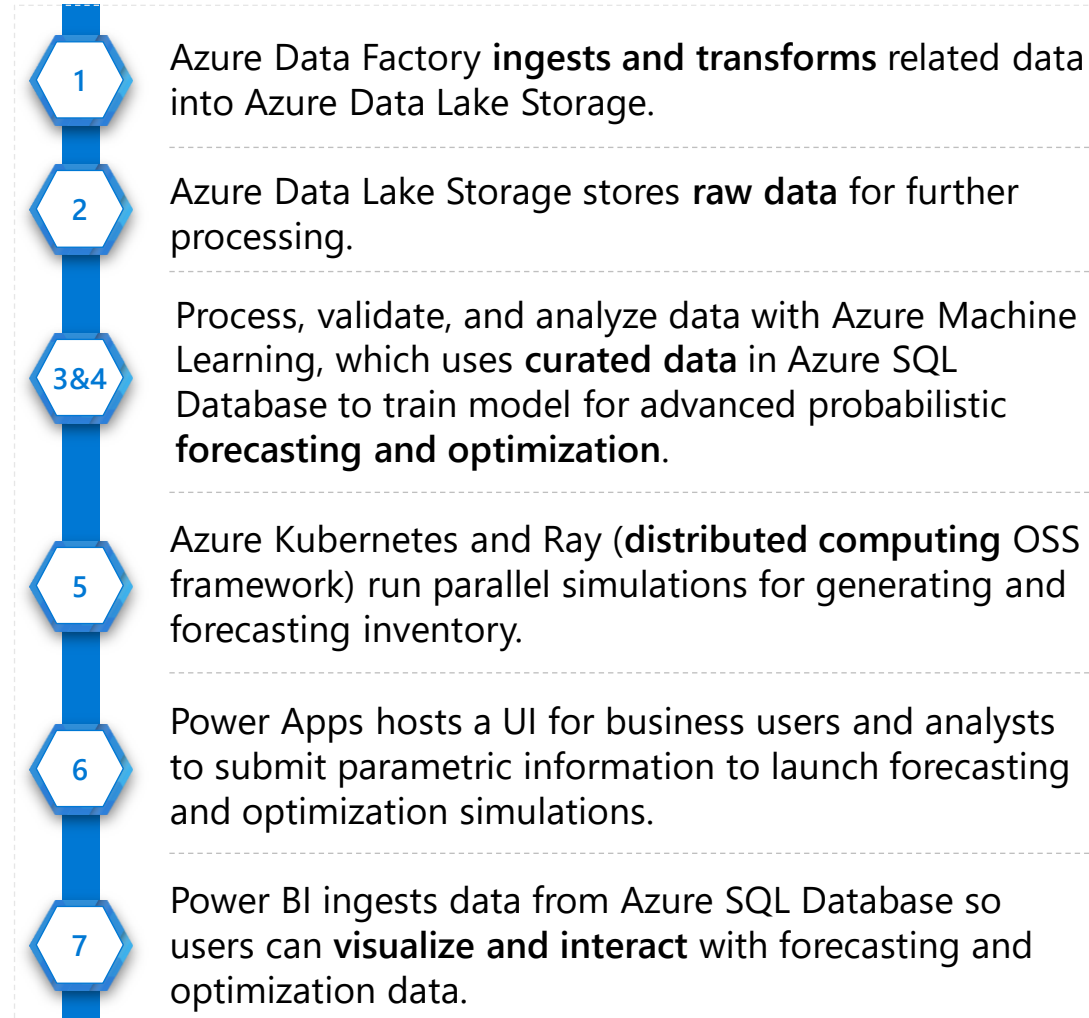 1
Azure Data Factory ingests and transforms related data
into Azure Data Lake Storage.
2
Azure Data Lake Storage stores raw data for further
processing.
3&4
Process, validate, and analyze data with Azure Machine
Learning, which uses curated data in Azure SQL
Database to train model for advanced probabilistic
forecasting and optimization.
5
Azure Kubernetes and Ray (distributed computing OSS
framework) run parallel simulations for generating and
forecasting inventory.
6
Power Apps hosts a UI for business users and analysts
to submit parametric information to launch forecasting
and optimization simulations.
7
Power BI ingests data from Azure SQL Database so
users can visualize and interact with forecasting and
optimization data.